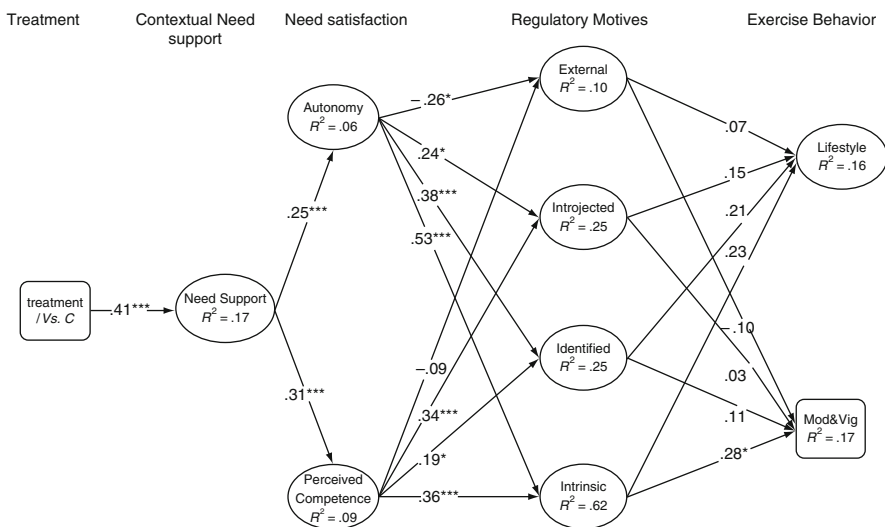 Treatment
Contextual Need
support
Need satisfaction
Regulatory Motives
Exercise Behavior
External
R² = .10
Autonomy
R² = .06
–.26*
.24*
.38***
.53***
.07
.15
.21
.23
Lifestyle
R² = .16
Introjected
R² = .25
.25***
treatment
/Vs. C
.41***
Need Support
R² = .17
.31***
–.09
.34***
.19*
.36***
Identified
R² = .25
–.10
.03
.11
.28*
Mod&Vig
R² = .17
Perceived
Competence
R² = .09
Intrinsic
R² = .62